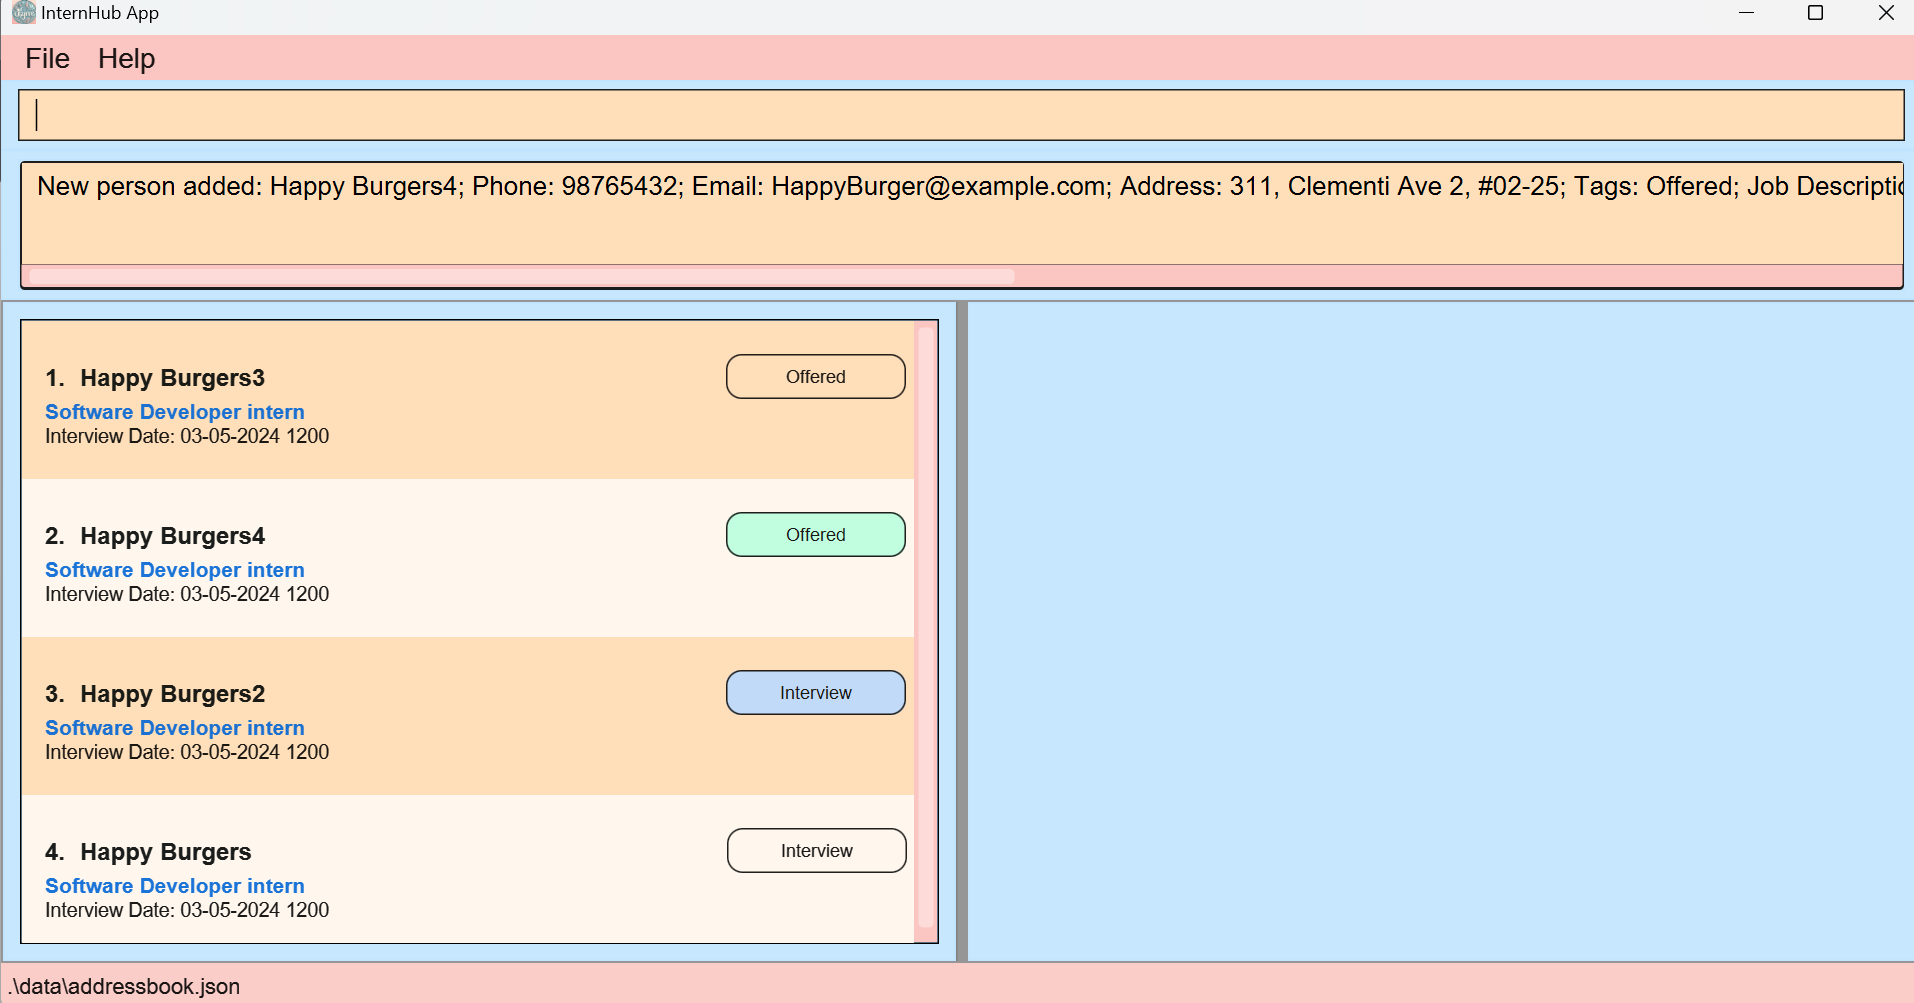 InternHub App
File Help
New person added: Happy Burgers4; Phone: 98765432; Email: HappyBurger@example.com; Address: 311, Clementi Ave 2, #02-25; Tags: Offered; Job Descriptic
1. Happy Burgers3
Offered
Software Developer intern
Interview Date: 03-05-2024 1200
2. Happy Burgers4
Offered
Software Developer intern
Interview Date: 03-05-2024 1200
3. Happy Burgers2
Interview
Software Developer intern
Interview Date: 03-05-2024 1200
4. Happy Burgers
Interview
Software Developer intern
Interview Date: 03-05-2024 1200
.\data\addressbook.json